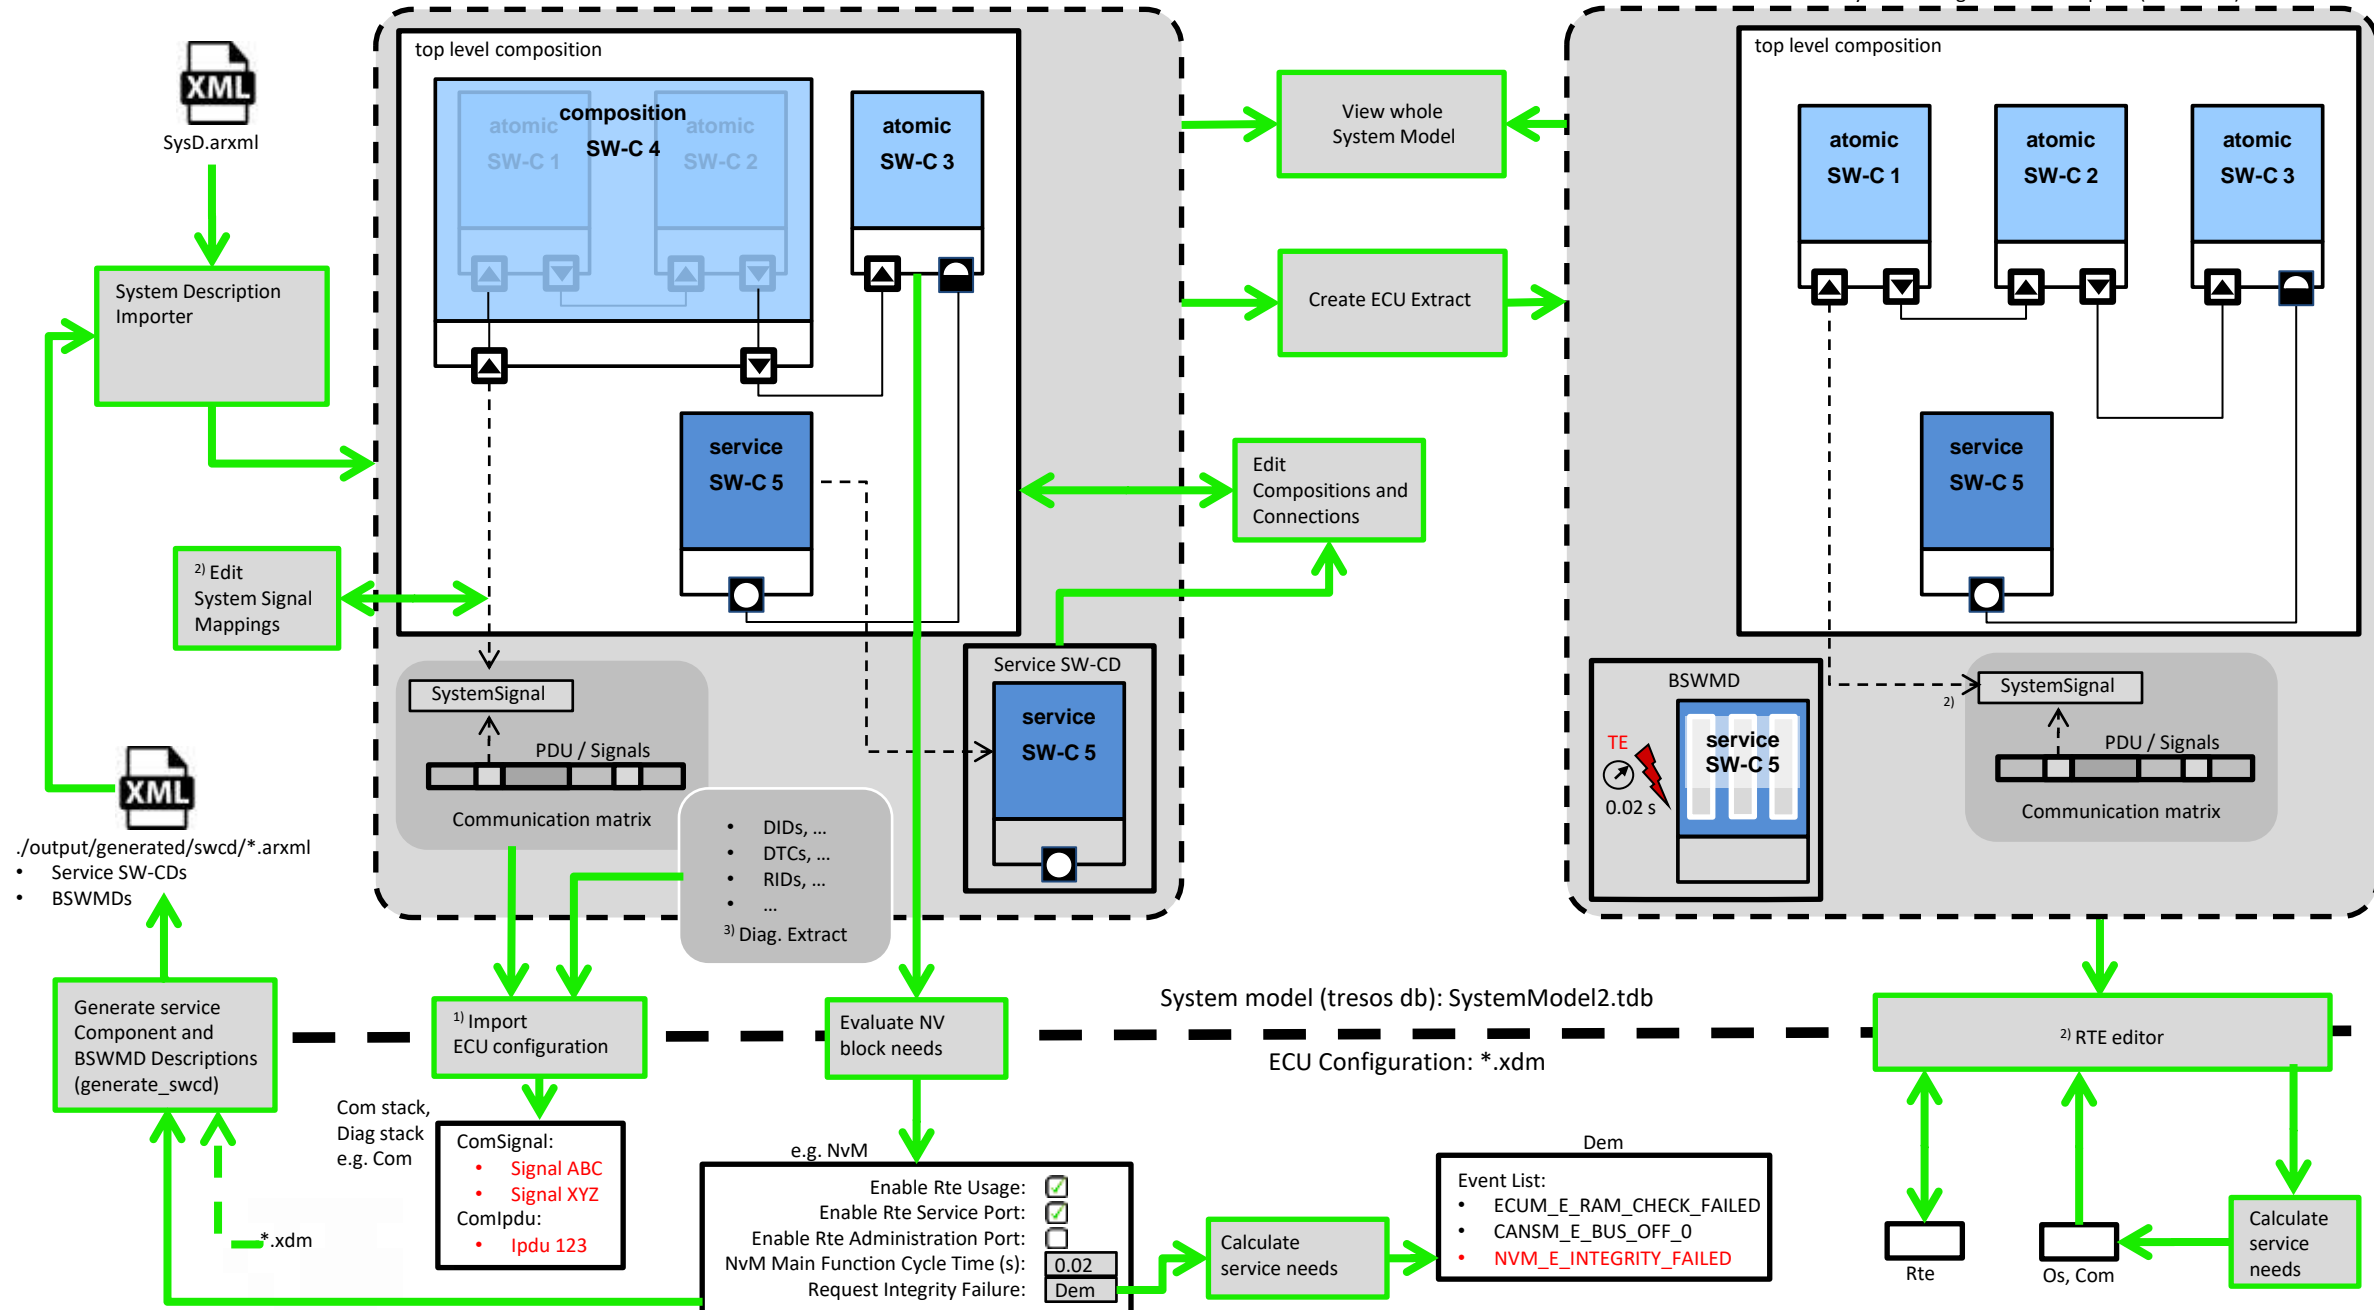 top level composition
composition
SW-C 4
atomic
SW-C 1
atomic
SW-C 2
atomic
SW-C 3
XML
SysD.arxml
System Description
Importer
View whole
System Model
Create ECU Extract
top level composition
atomic
SW-C 1
atomic
SW-C 2
atomic
SW-C 3
service
SW-C 5
service
SW-C 5
Edit
Compositions and
Connections
2) Edit
System Signal
Mappings
SystemSignal
PDU / Signals
Communication matrix
Service SW-CD
service
SW-C 5
BSWMD
TE
0.02 s
service
SW-C 5
SystemSignal
2)
PDU / Signals
Communication matrix
XML
./output/generated/swcd/*.arxml
• Service SW-CDs
• BSWMDs
• DIDs, ...
• DTCs, ...
• RIDs, ...
• ...
3) Diag. Extract
Generate service
Component and
BSWMD Descriptions
(generate_swcd)
1) Import
ECU configuration
Evaluate NV
block needs
System model (tresos db): SystemModel2.tdb
ECU Configuration: *.xdm
2) RTE editor
Com stack,
Diag stack
e.g. Com
ComSignal:
• Signal ABC
• Signal XYZ
ComIpdu:
• Ipdu 123
*.xdm
e.g. NvM
Enable Rte Usage:
Enable Rte Service Port:
Enable Rte Administration Port:
NvM Main Function Cycle Time (s): 0.02
Request Integrity Failure: Dem
Calculate
service needs
Dem
Event List:
• ECUM_E_RAM_CHECK_FAILED
• CANSM_E_BUS_OFF_0
• NVM_E_INTEGRITY_FAILED
Rte
Os, Com
Calculate
service
needs